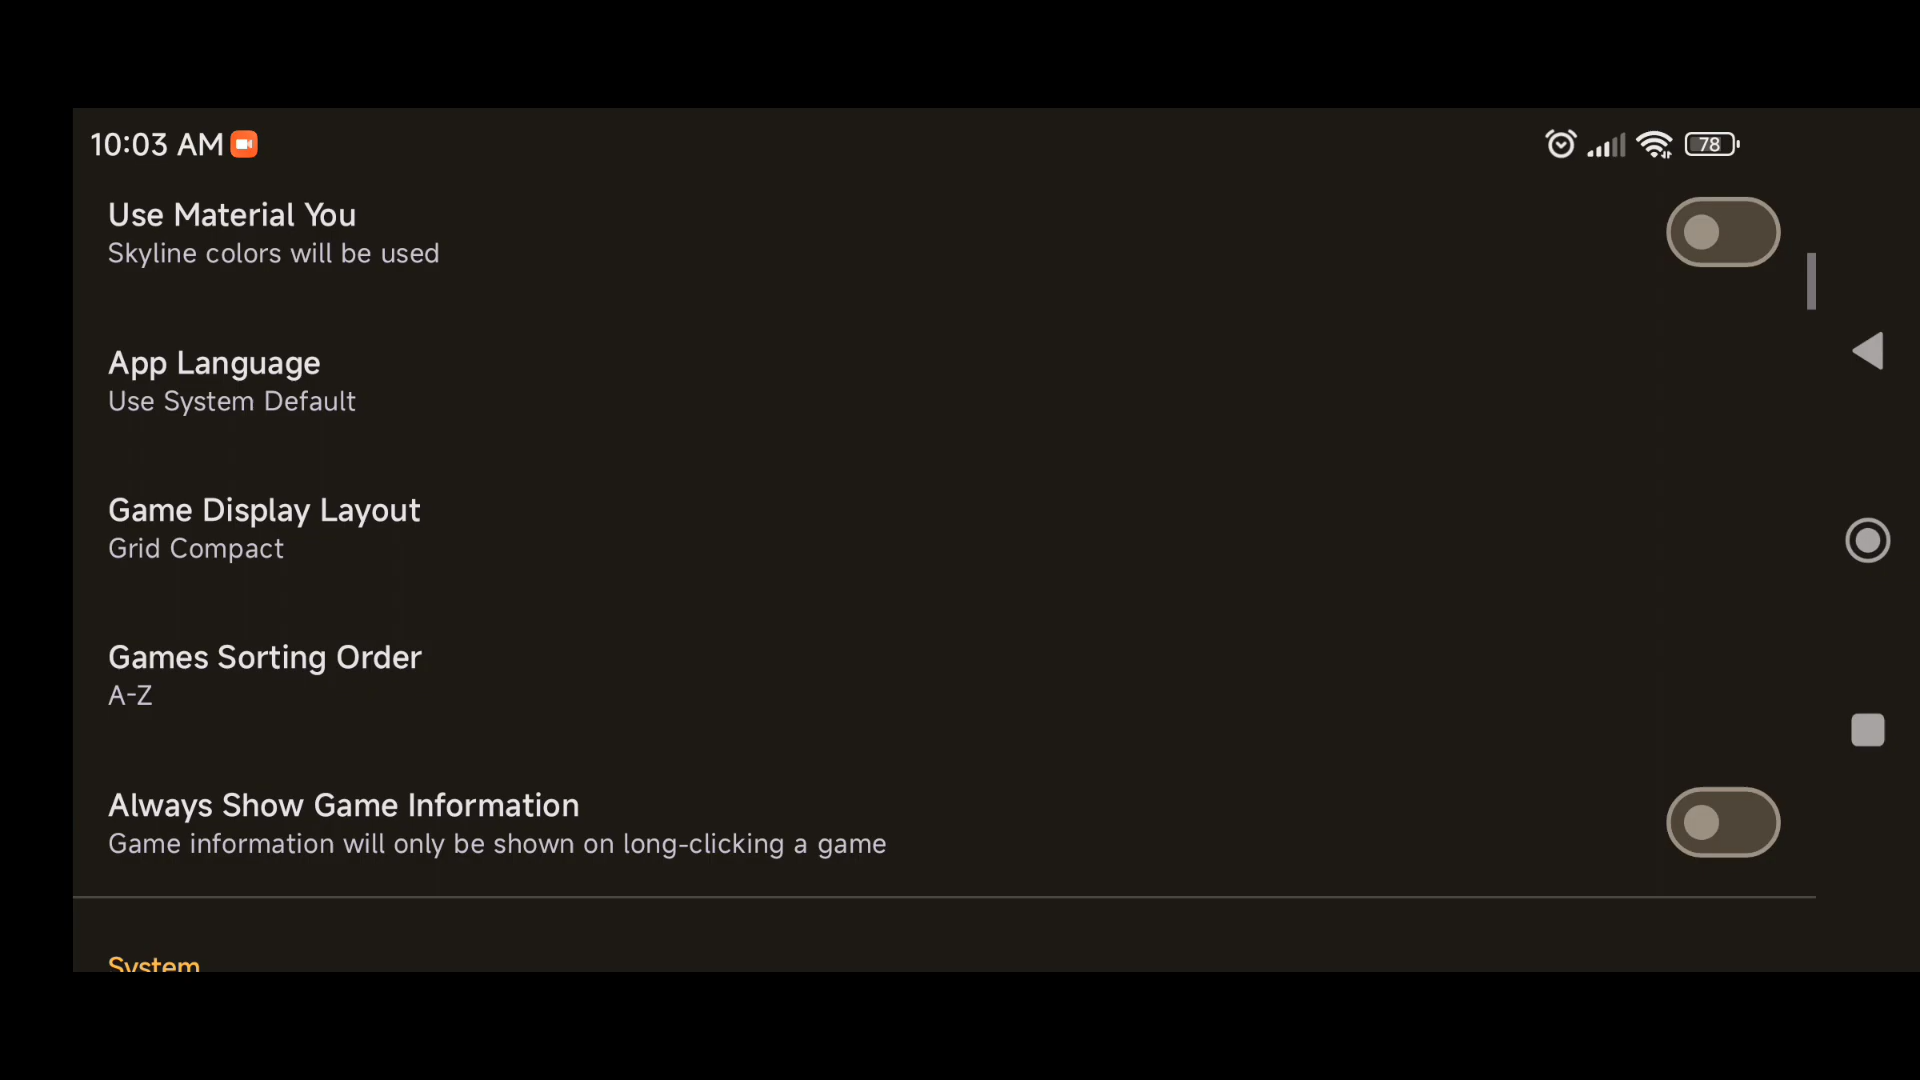 10:03 AM
78
Use Material You
Skyline colors will be used
App Language
Use System Default
Game Display Layout
Grid Compact
Games Sorting Order
A-Z
Always Show Game Information
Game information will only be shown on long-clicking a game
System